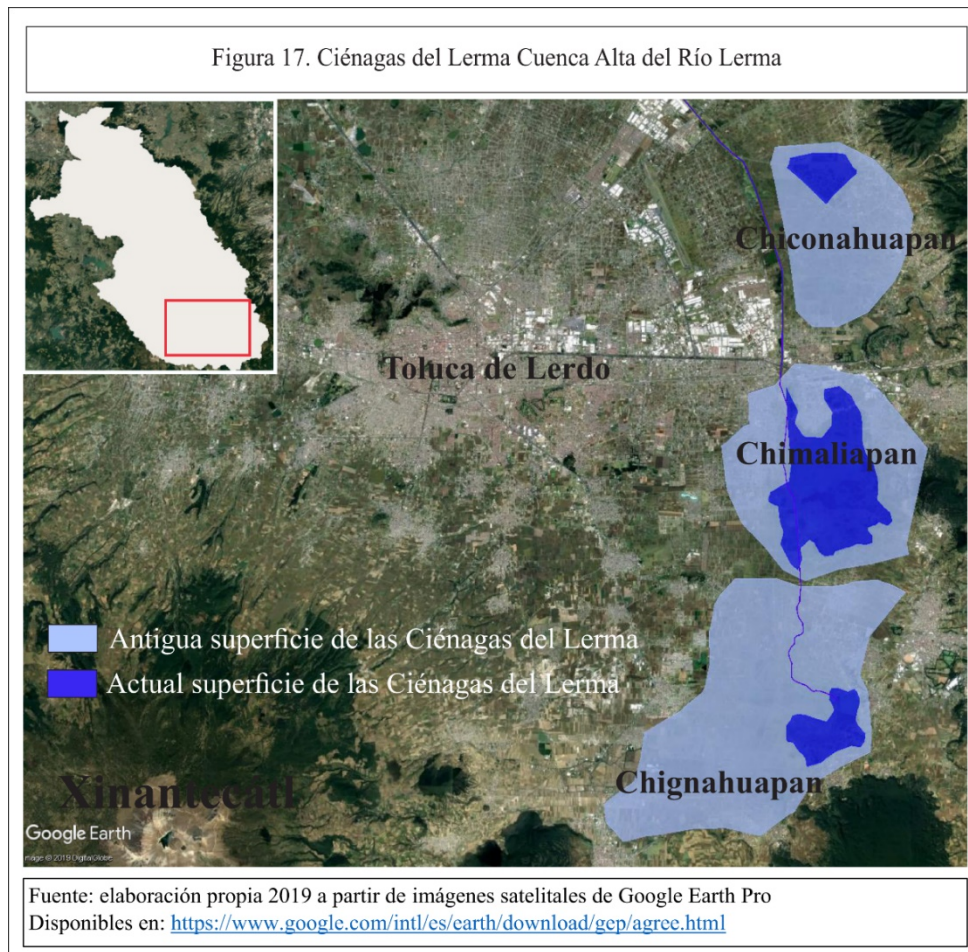 Figura 17. Ciénagas del Lerma Cuenca Alta del Río Lerma
Chiconahuapan
Toluca de Lerdo
Chimaliapan
Antigua superficie de las Ciénagas del Lerma
Actual superficie de las Ciénagas del Lerma
Chignahuapan
Xinantecatl
Google Earth
Image © 2019 DigitalGlobe
Fuente: elaboración propia 2019 a partir de imágenes satelitales de Google Earth Pro
Disponibles en: https://www.google.com/intl/es/earth/download/gep/agree.html